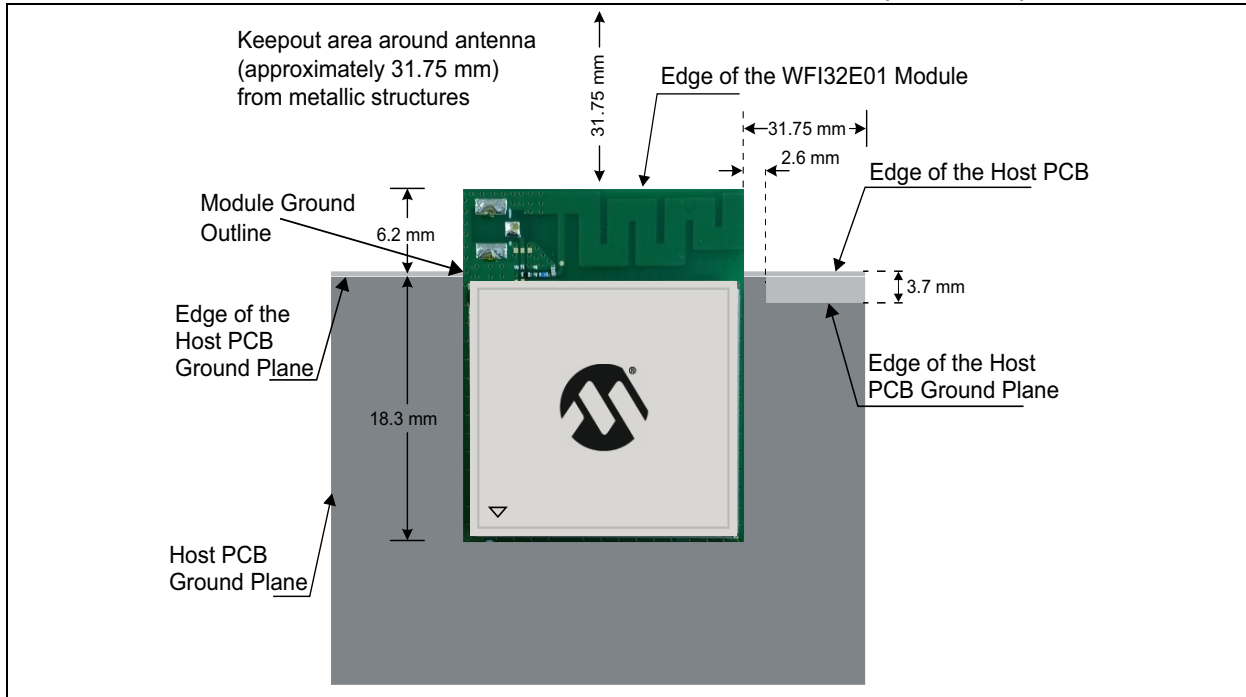 Keepout area around antenna
(approximately 31.75 mm)
from metallic structures
31.75 mm
Edge of the WFI32E01 Module
31.75 mm
2.6 mm
Edge of the Host PCB
Module Ground
Outline
6.2 mm
3.7 mm
Edge of the
Host PCB
Ground Plane
Edge of the Host
PCB Ground Plane
18.3 mm
®
Host PCB
Ground Plane